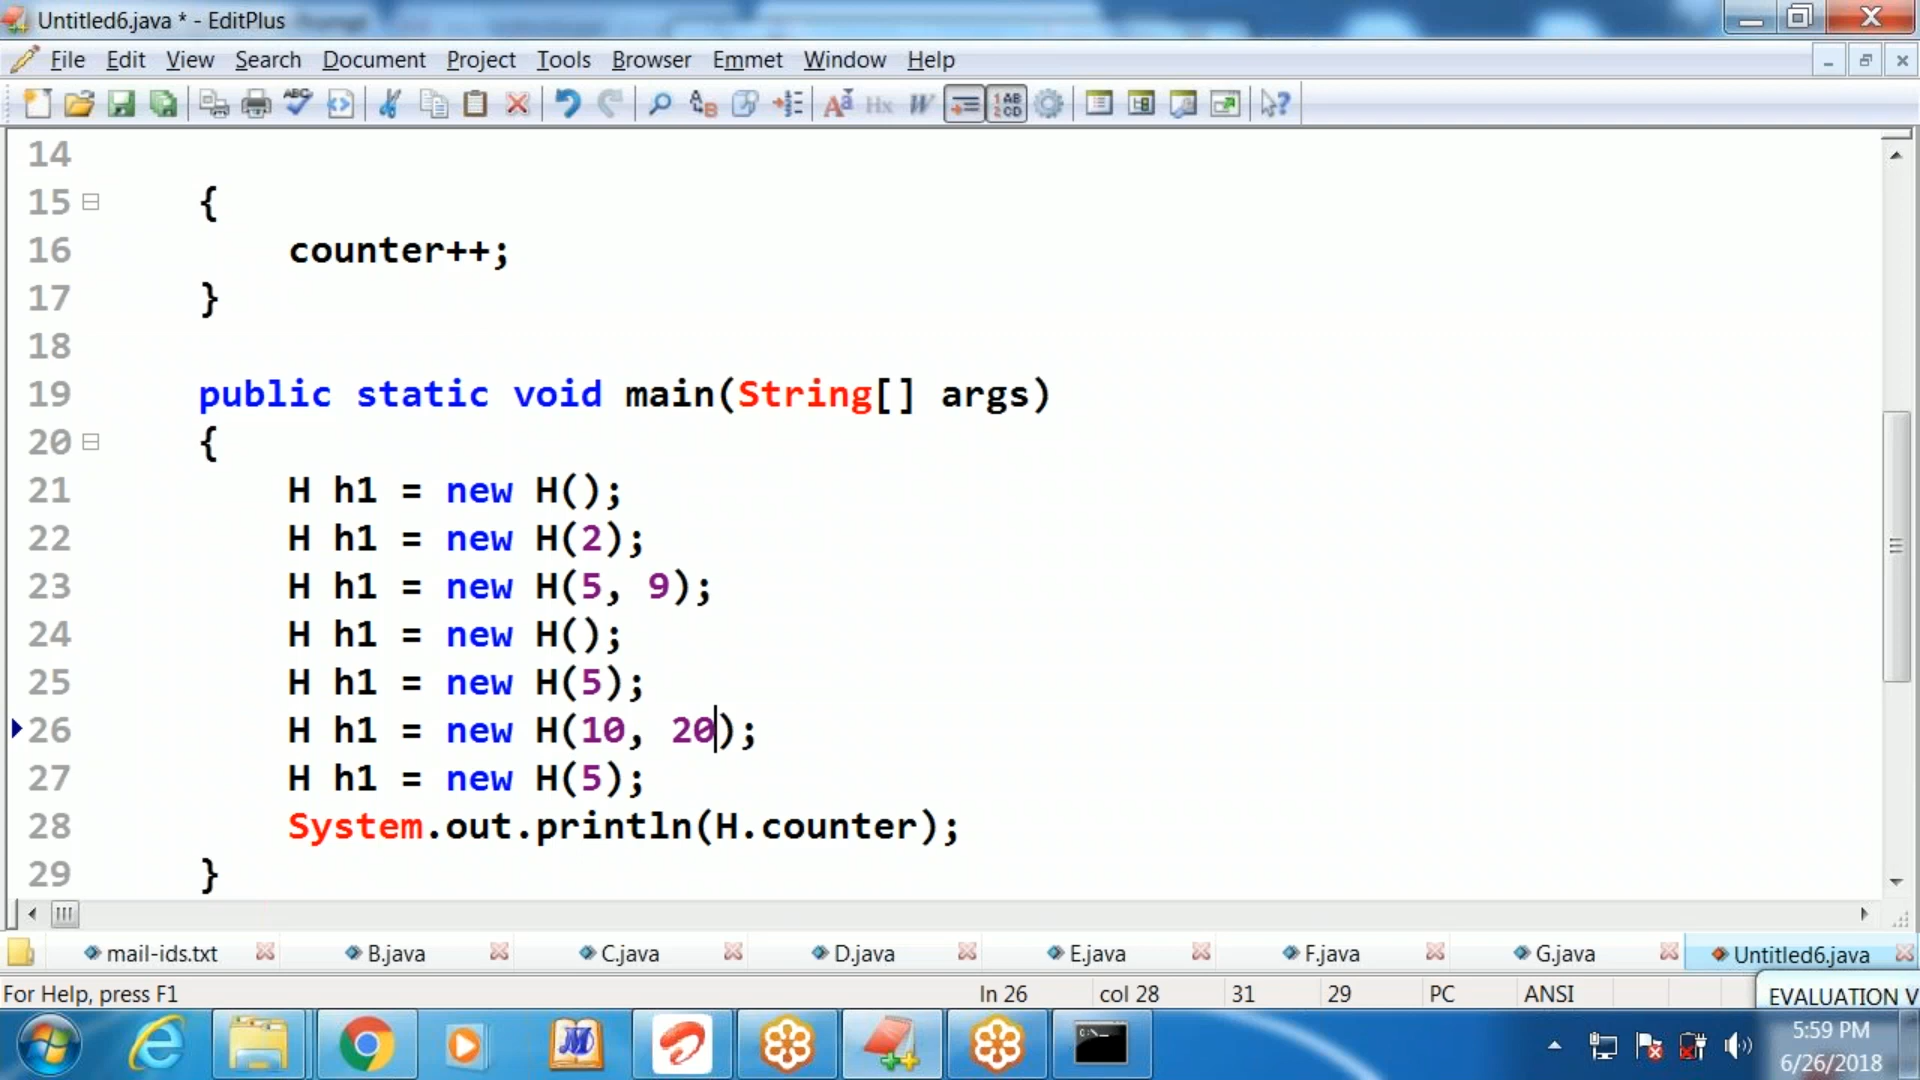 Untitled6.java * - EditPlus
File Edit View Search Document Project Tools Browser Emmet Window Help
14
15 {
16 counter++;
17 }
18
19 public static void main(String[] args)
20 {
21 H h1 = new H();
22 H h1 = new H(2);
23 H h1 = new H(5, 9);
24 H h1 = new H();
25 H h1 = new H(5);
26 H h1 = new H(10, 20);
27 H h1 = new H(5);
28 System.out.println(H.counter);
29 }
mail-ids.txt B.java C.java D.java E.java F.java G.java Untitled6.java
For Help, press F1 ln 26 col 28 31 29 PC ANSI EVALUATION V
5:59 PM
6/26/2018